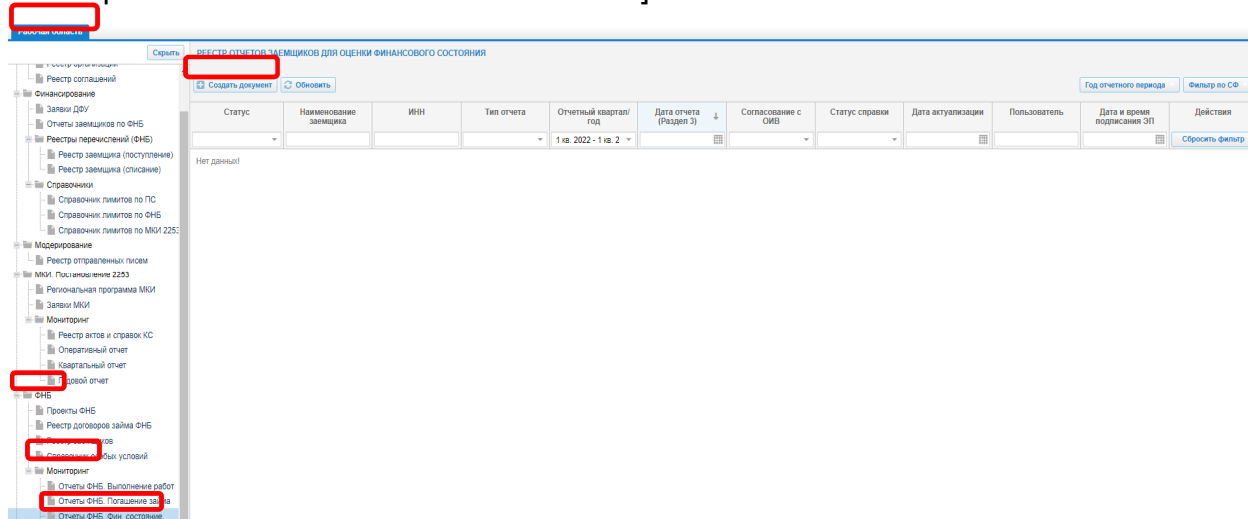 Рабочая область
Скрыть
РЕЕСТР ОТЧЕТОВ ЗАЕМЩИКОВ ДЛЯ ОЦЕНКИ ФИНАНСОВОГО СОСТОЯНИЯ
Реестр организаций
Реестр соглашений
Создать документ
Обновить
Год отчетного периода
Фильтр по СФ
Финансирование
Заявки ДФУ
Отчеты заемщиков по ФНБ
Реестры перечислений (ФНБ)
Реестр заемщика (поступление)
Реестр заемщика (списание)
Справочники
Справочник лимитов по ПС
Справочник лимитов по ФНБ
Справочник лимитов по МКИ 2253
Модерирование
Реестр отправленных писем
МКИ. Постановление 2253
Региональная программа МКИ
Заявки МКИ
Мониторинг
Реестр актов и справок КС
Оперативный отчет
Квартальный отчет
Годовой отчет
ФНБ
Проекты ФНБ
Реестр договоров займа ФНБ
Справочник особых условий
Мониторинг
Отчеты ФНБ. Выполнение работ
Отчеты ФНБ. Погашение займа
Отчеты ФНБ. Фин. состояние
Статус
Наименование заемщика
ИНН
Тип отчета
Отчетный квартал/ год
Дата отчета (Раздел 3)
Согласование с ОИВ
Статус справки
Дата актуализации
Пользователь
Дата и время подписания ЭП
Действия
1 кв. 2022 - 1 кв. 2
Сбросить фильтр
Нет данных!